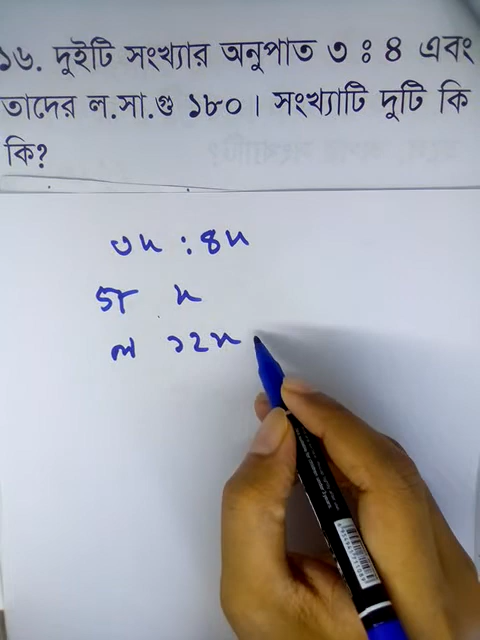 ১৬. দুইটি সংখ্যার অনুপাত ৩ : ৪ এবং
তাদের ল.সা.গু ১৮০। সংখ্যাটি দুটি কি
কি?
৩x : ৪x
গ x
ল ১২x